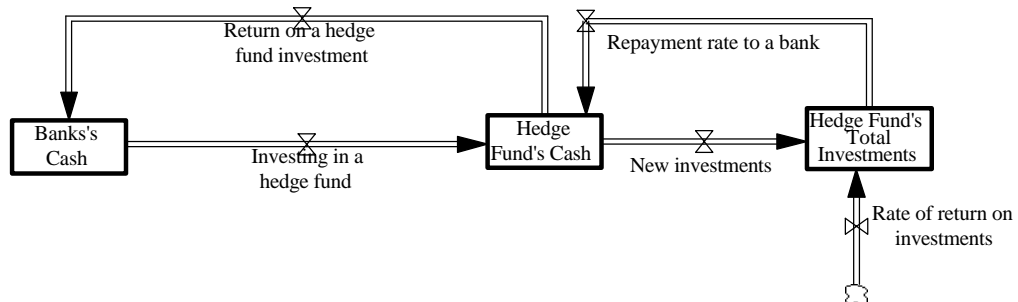 Return on a hedge
fund investment
Repayment rate to a bank
Banks's
Cash
Investing in a
hedge fund
Hedge
Fund's Cash
New investments
Hedge Fund's
Total
Investments
Rate of return on
investments